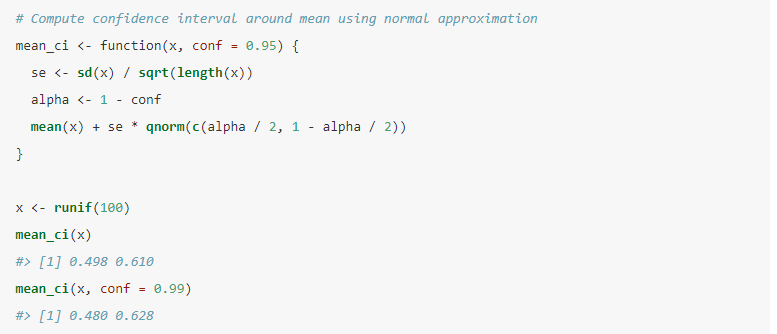 # Compute confidence interval around mean using normal approximation
mean_ci <- function(x, conf = 0.95) {
  se <- sd(x) / sqrt(length(x))
  alpha <- 1 - conf
  mean(x) + se * qnorm(c(alpha / 2, 1 - alpha / 2))
}

x <- runif(100)
mean_ci(x)
#> [1] 0.498 0.610
mean_ci(x, conf = 0.99)
#> [1] 0.480 0.628